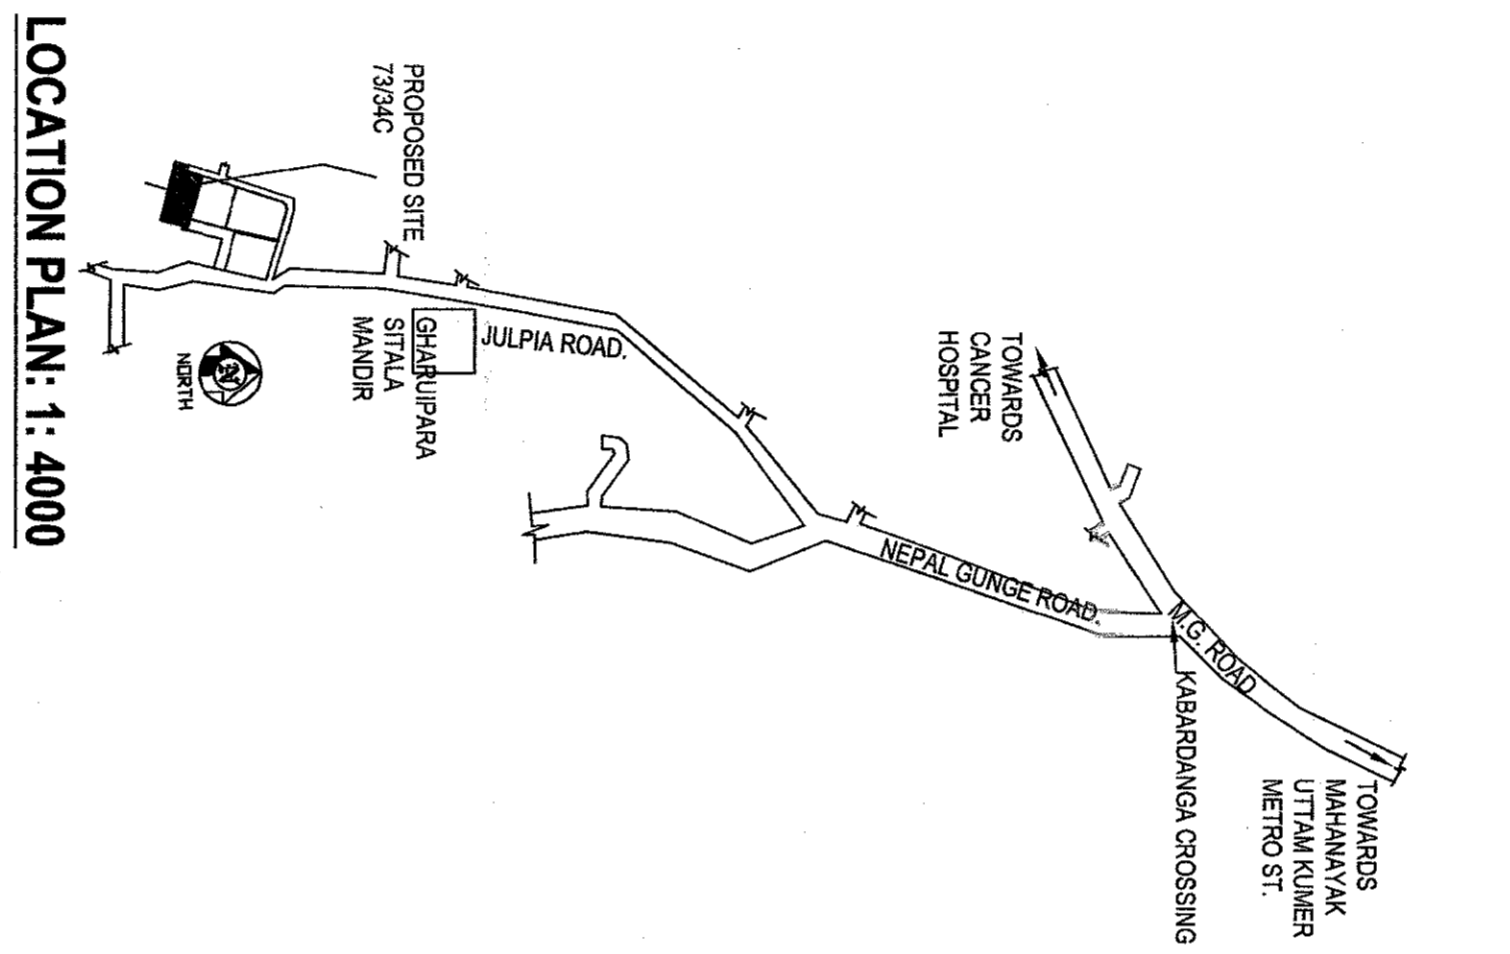 LOCATION PLAN: 1: 4000
PROPOSED SITE
73/34C
NORTH
N
GHARUIPARA
SITALA
MANDIR
JULPIA ROAD.
TOWARDS
CANCER
HOSPITAL
NEPAL GUNGE ROAD.
M.G. ROAD
KABARDANGA CROSSING
TOWARDS
MAHANAYAK
UTTAM KUMER
METRO ST.